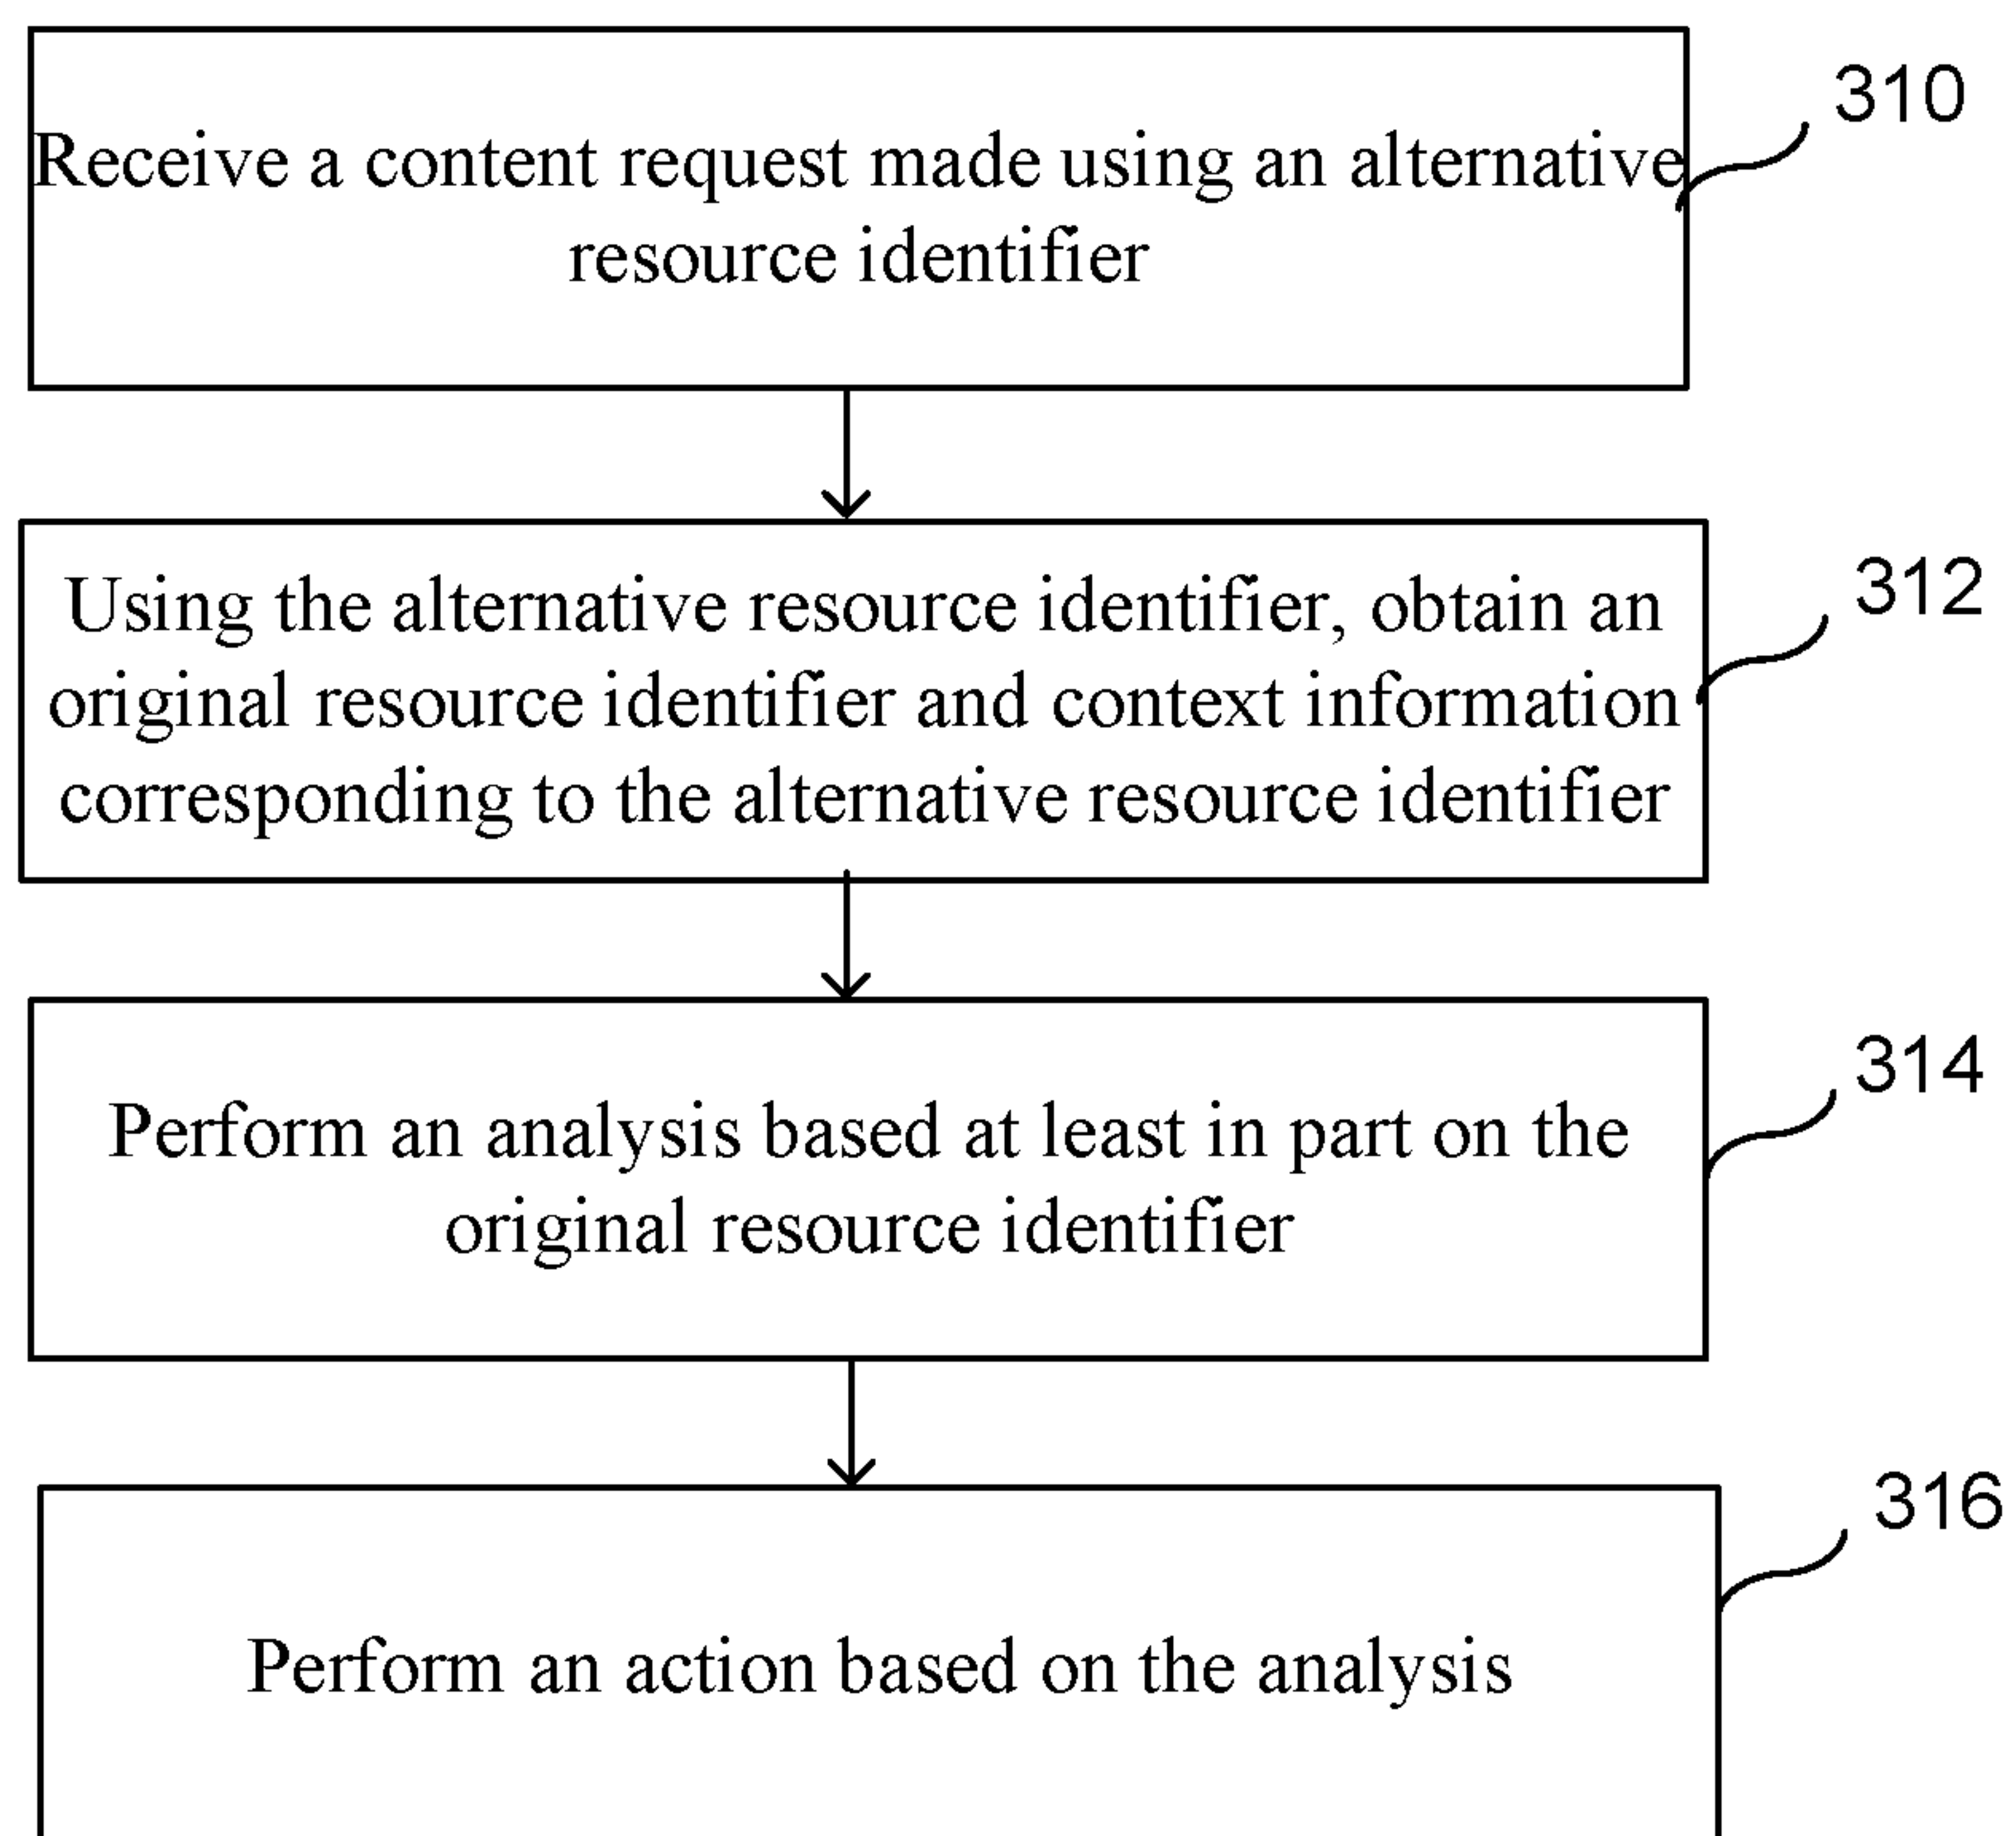 310
Receive a content request made using an alternative
resource identifier
312
Using the alternative resource identifier, obtain an
original resource identifier and context information
corresponding to the alternative resource identifier
314
Perform an analysis based at least in part on the
original resource identifier
316
Perform an action based on the analysis